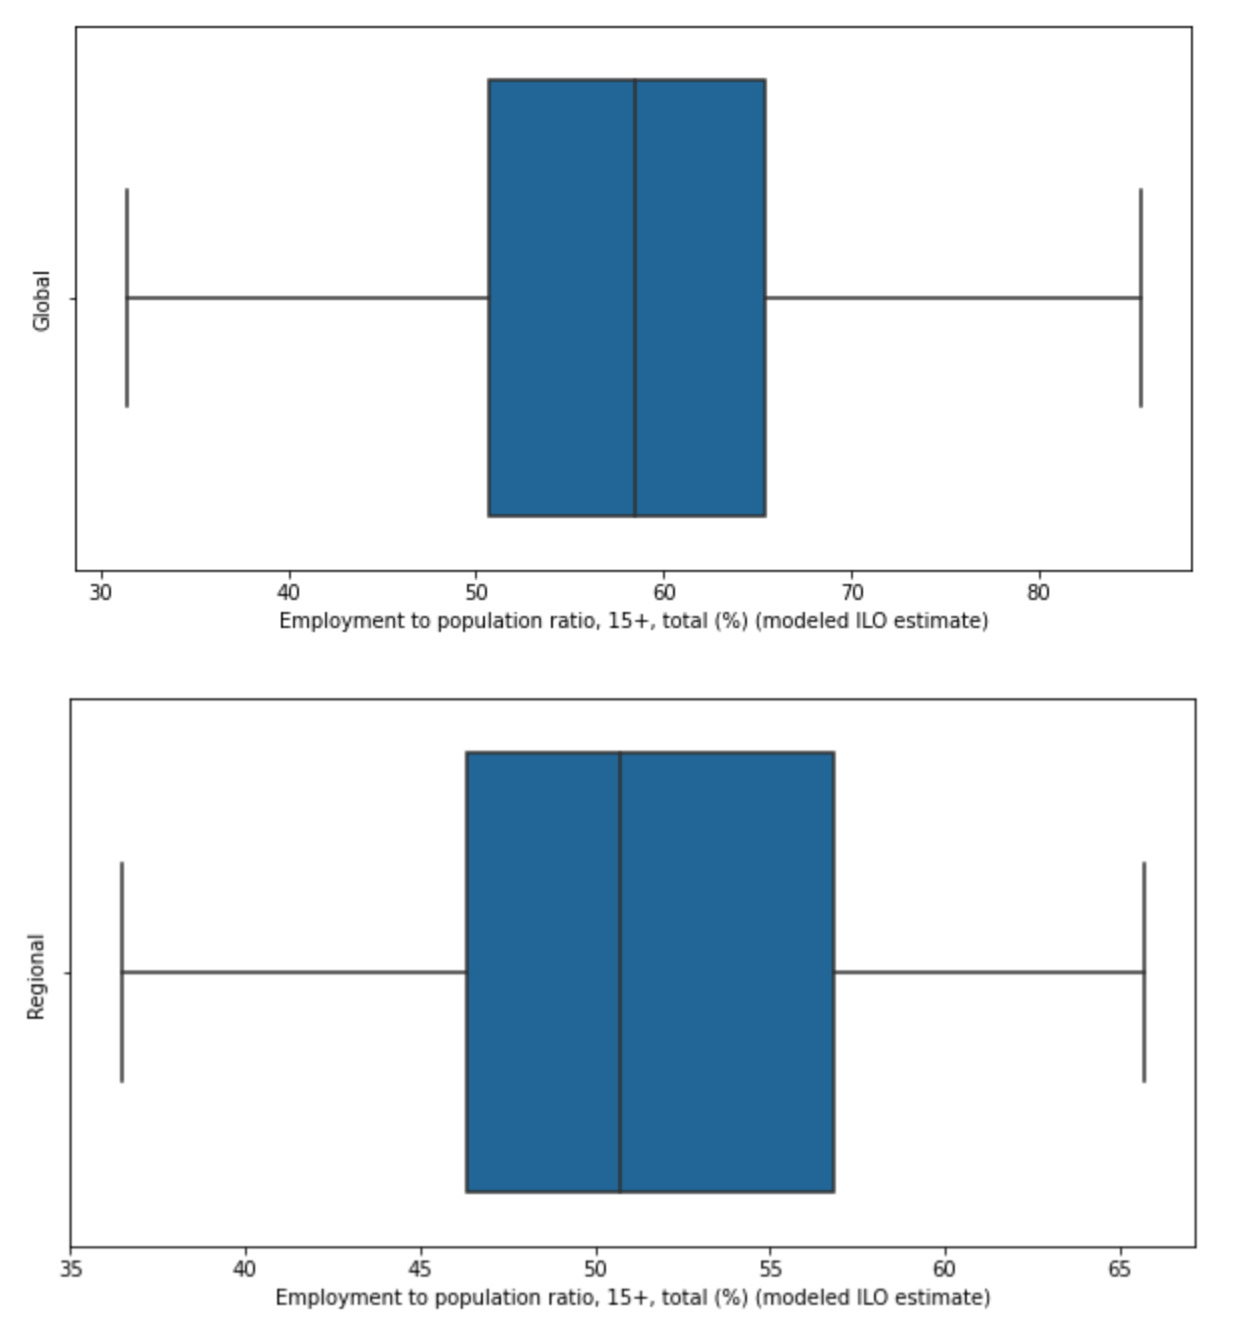 Global
30 40 50 60 70 80
Employment to population ratio, 15+, total (%) (modeled ILO estimate)
Regional
35 40 45 50 55 60 65
Employment to population ratio, 15+, total (%) (modeled ILO estimate)